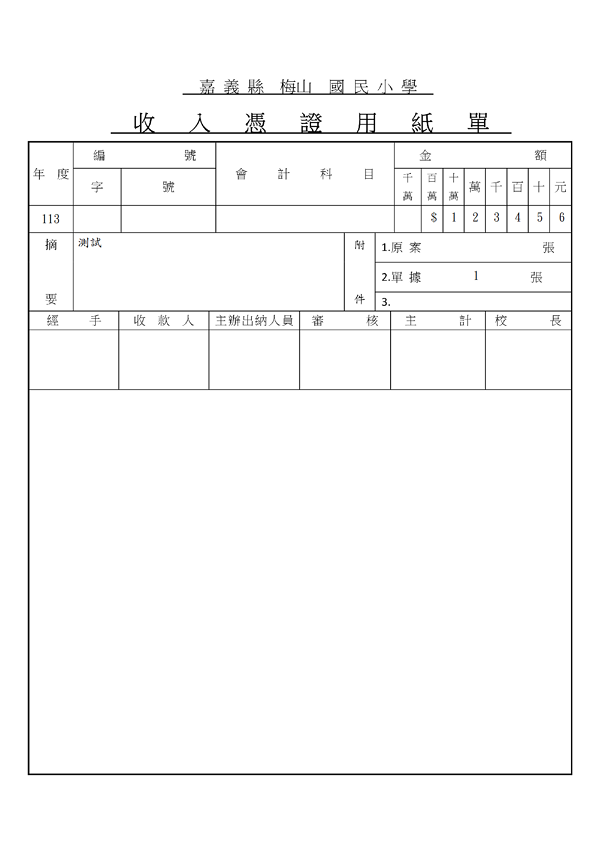 嘉 義 縣 梅山 國 民 小 學
收 入 憑 證 用 紙 單
年 度 編 號 會 計 科 目 金 額
字 號 千萬 百萬 十萬 萬 千 百 十 元
113 $ 1 2 3 4 5 6
摘 要 測試 附 件 1.原 案 張
2.單 據 1 張
3.
經 手 收 款 人 主辦出納人員 審 核 主 計 校 長